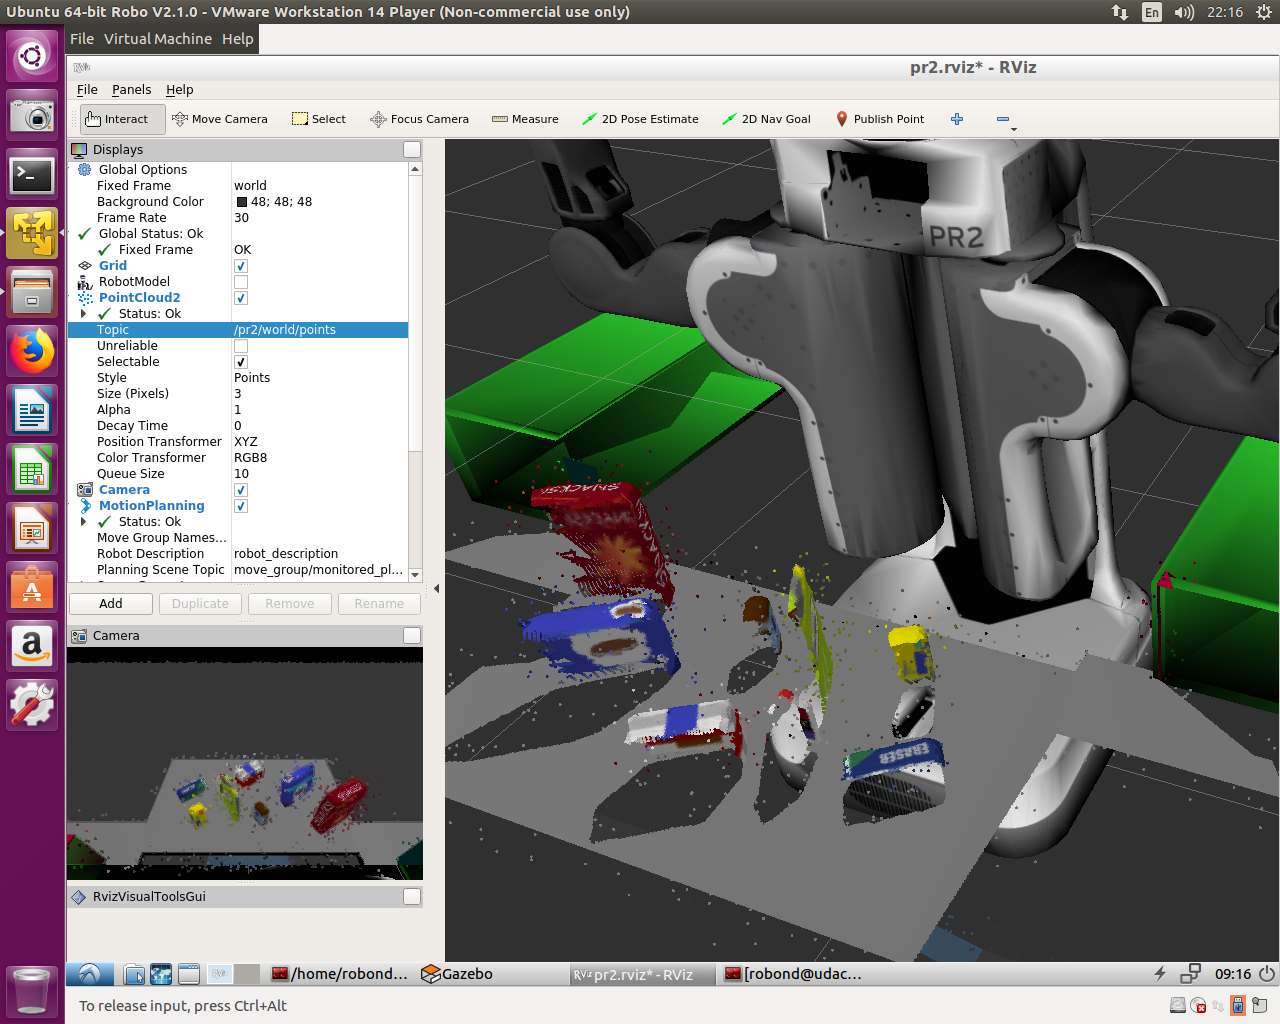 Ubuntu 64-bit Robo V2.1.0 - VMware Workstation 14 Player (Non-commercial use only)
En
22:16
File Virtual Machine Help
pr2.rviz* - RViz
File Panels Help
Interact Move Camera Select Focus Camera Measure 2D Pose Estimate 2D Nav Goal Publish Point
Displays
Global Options
Fixed Frame world
Background Color 48; 48; 48
Frame Rate 30
Global Status: Ok
Fixed Frame OK
Grid
RobotModel
PointCloud2
Status: Ok
Topic /pr2/world/points
Unreliable
Selectable
Style Points
Size (Pixels) 3
Alpha 1
Decay Time 0
Position Transformer XYZ
Color Transformer RGB8
Queue Size 10
Camera
MotionPlanning
Status: Ok
Move Group Names...
Robot Description robot_description
Planning Scene Topic move_group/monitored_pl...
Add Duplicate Remove Rename
Camera
RvizVisualToolsGui
PR2
SNACKS
ERASER
/home/robond... Gazebo pr2.rviz* - RViz [robond@udac...
09:16
To release input, press Ctrl+Alt